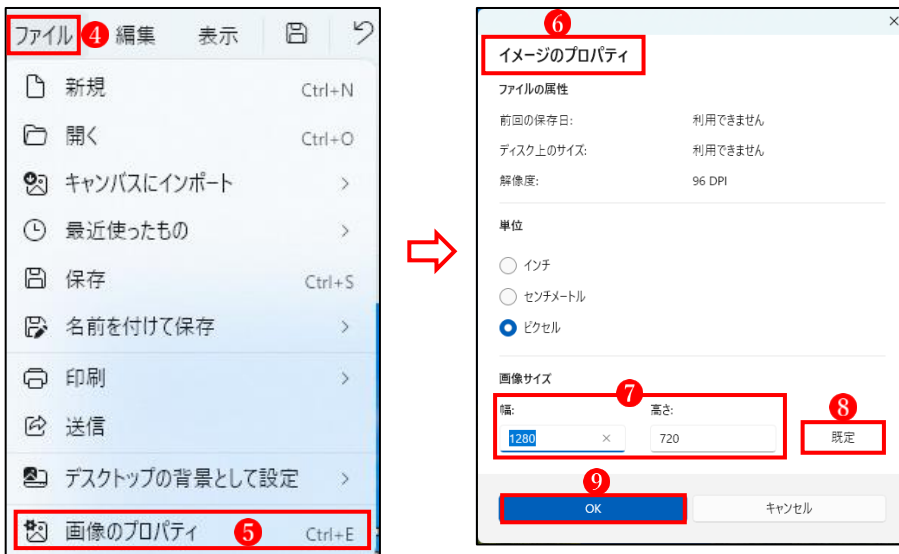 ファイル 4 編集 表示
新規 Ctrl+N
開く Ctrl+O
キャンバスにインポート
最近使ったもの
保存 Ctrl+S
名前を付けて保存
印刷
送信
デスクトップの背景として設定
画像のプロパティ 5 Ctrl+E
6
イメージのプロパティ
ファイルの属性
前回の保存日: 利用できません
ディスク上のサイズ: 利用できません
解像度: 96 DPI
単位
インチ
センチメートル
ピクセル
画像サイズ
7
幅: 高さ: 8
1280 720 既定
9
OK キャンセル